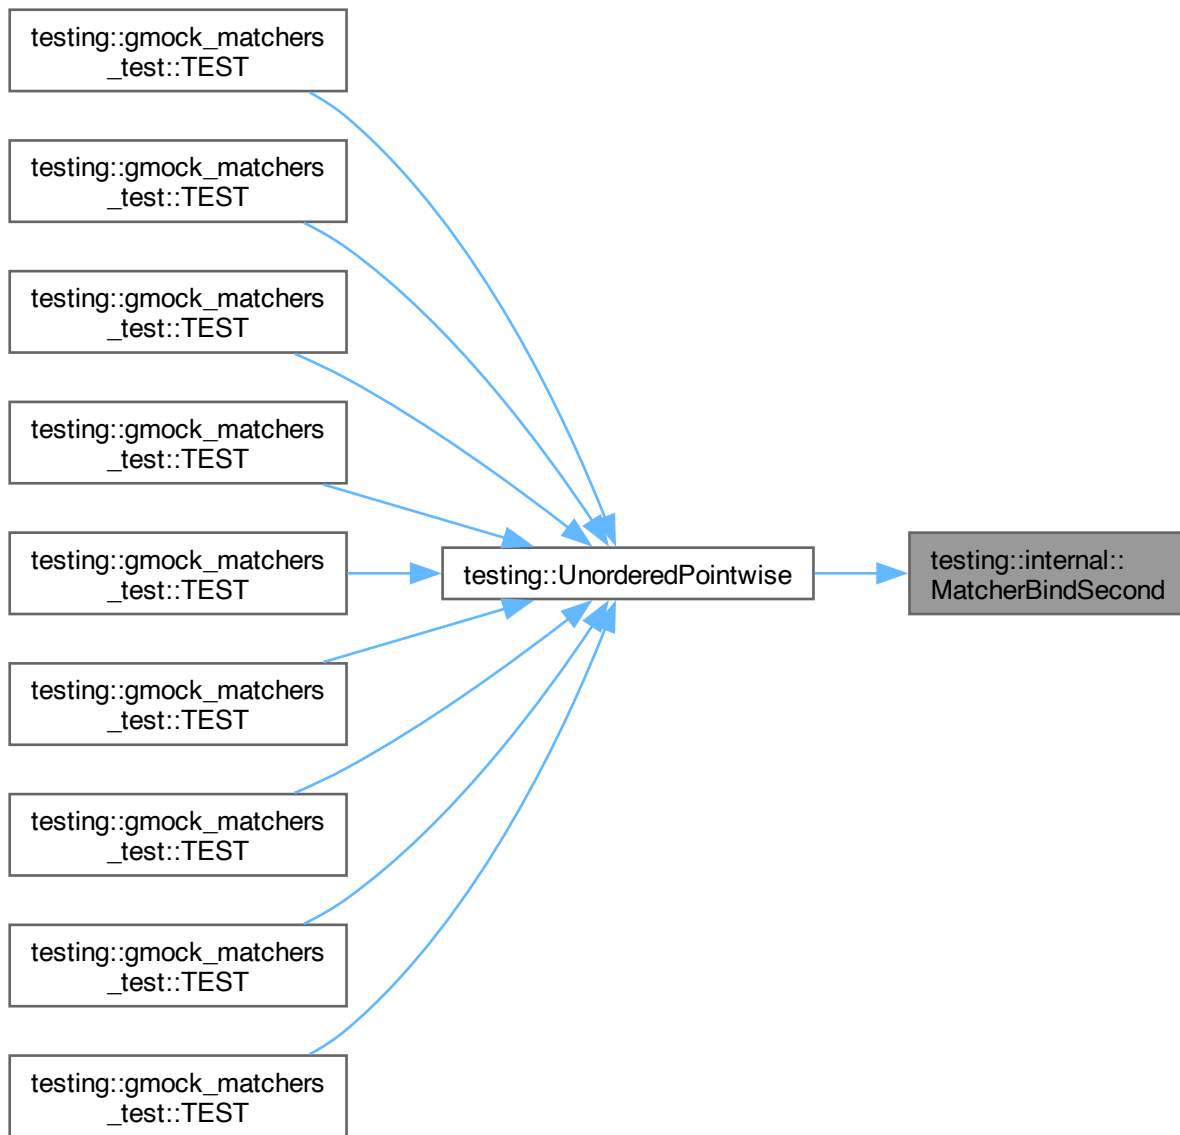 testing::gmock_matchers
_test::TEST
testing::gmock_matchers
_test::TEST
testing::gmock_matchers
_test::TEST
testing::gmock_matchers
_test::TEST
testing::gmock_matchers
_test::TEST
testing::UnorderedPointwise
testing::internal::
MatcherBindSecond
testing::gmock_matchers
_test::TEST
testing::gmock_matchers
_test::TEST
testing::gmock_matchers
_test::TEST
testing::gmock_matchers
_test::TEST